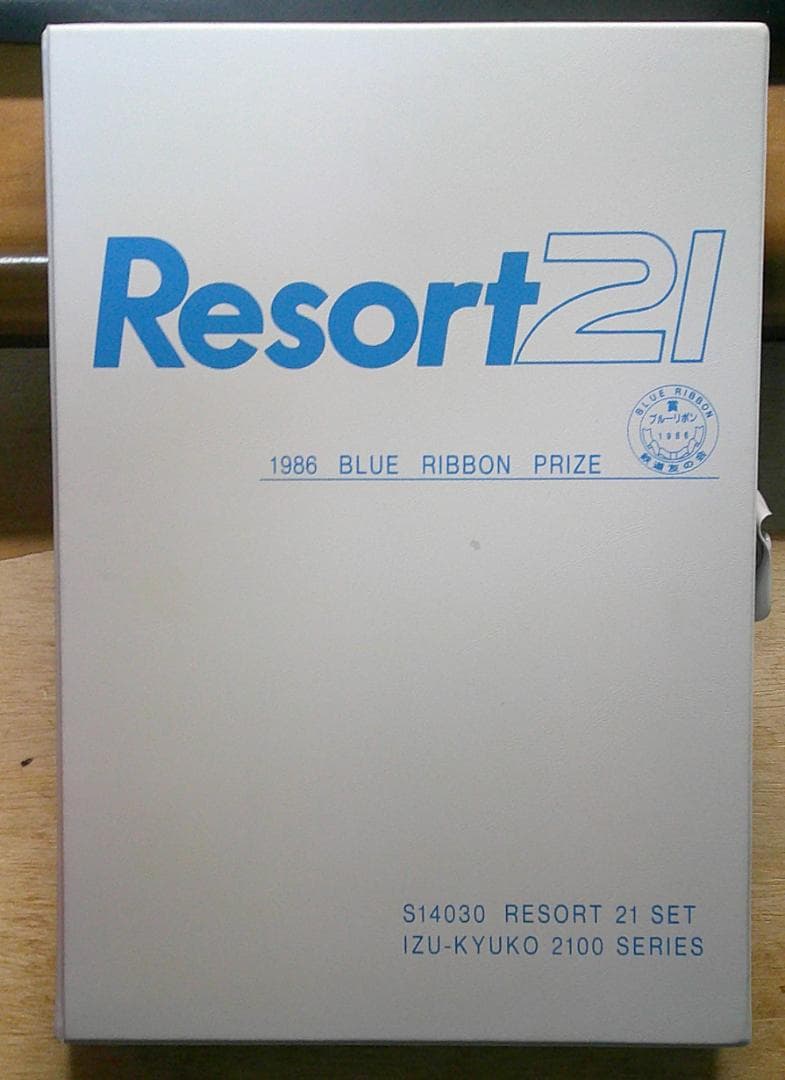 Resort21
BLUE RIBBON
賞
ブルーリボン
1986
鉄道友の会
1986 BLUE RIBBON PRIZE
S14030 RESORT 21 SET
IZU-KYUKO 2100 SERIES